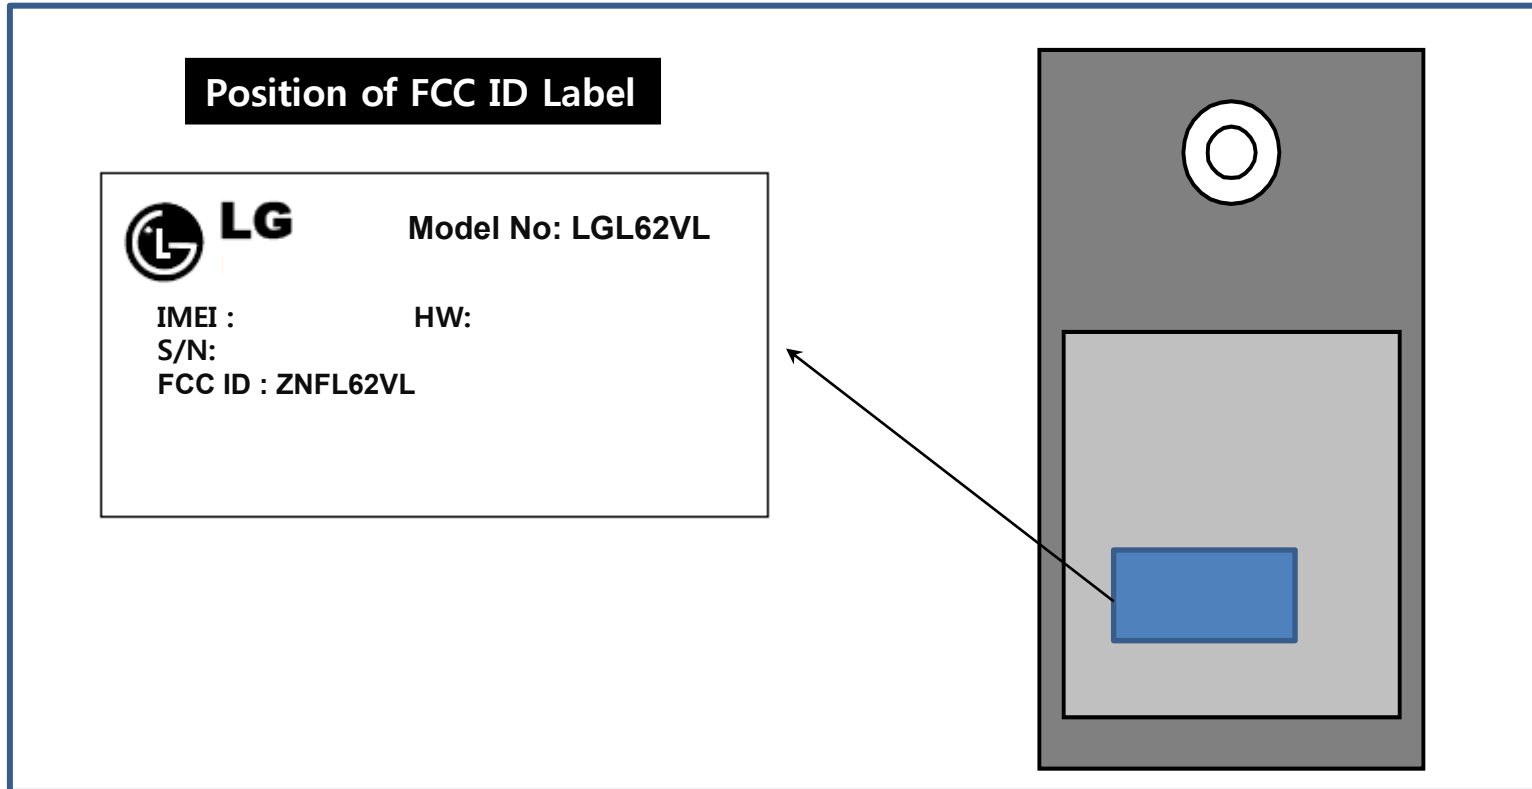 Position of FCC ID Label
LG
Model No: LGL62VL
IMEI :
HW:
S/N:
FCC ID : ZNFL62VL